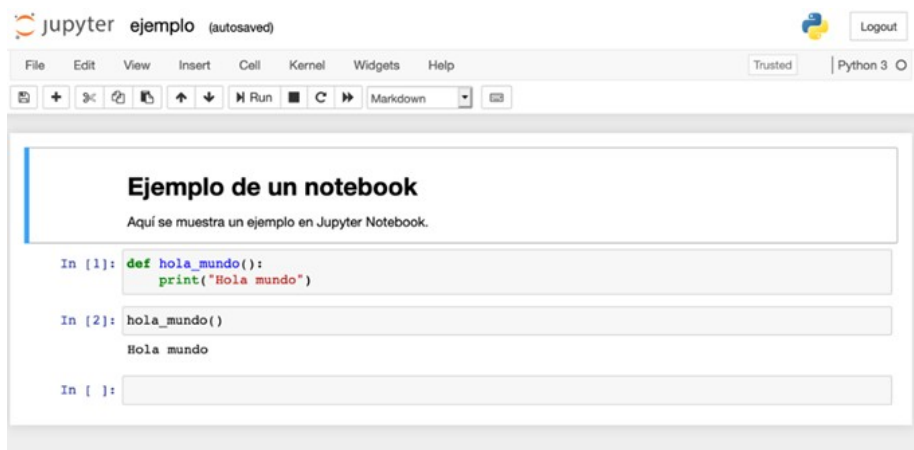 jupyter ejemplo (autosaved) Logout
File Edit View Insert Cell Kernel Widgets Help Trusted Python 3
Run Markdown
Ejemplo de un notebook
Aquí se muestra un ejemplo en Jupyter Notebook.
In [1]: def hola_mundo():
print("Hola mundo")
In [2]: hola_mundo()
Hola mundo
In [ ]: